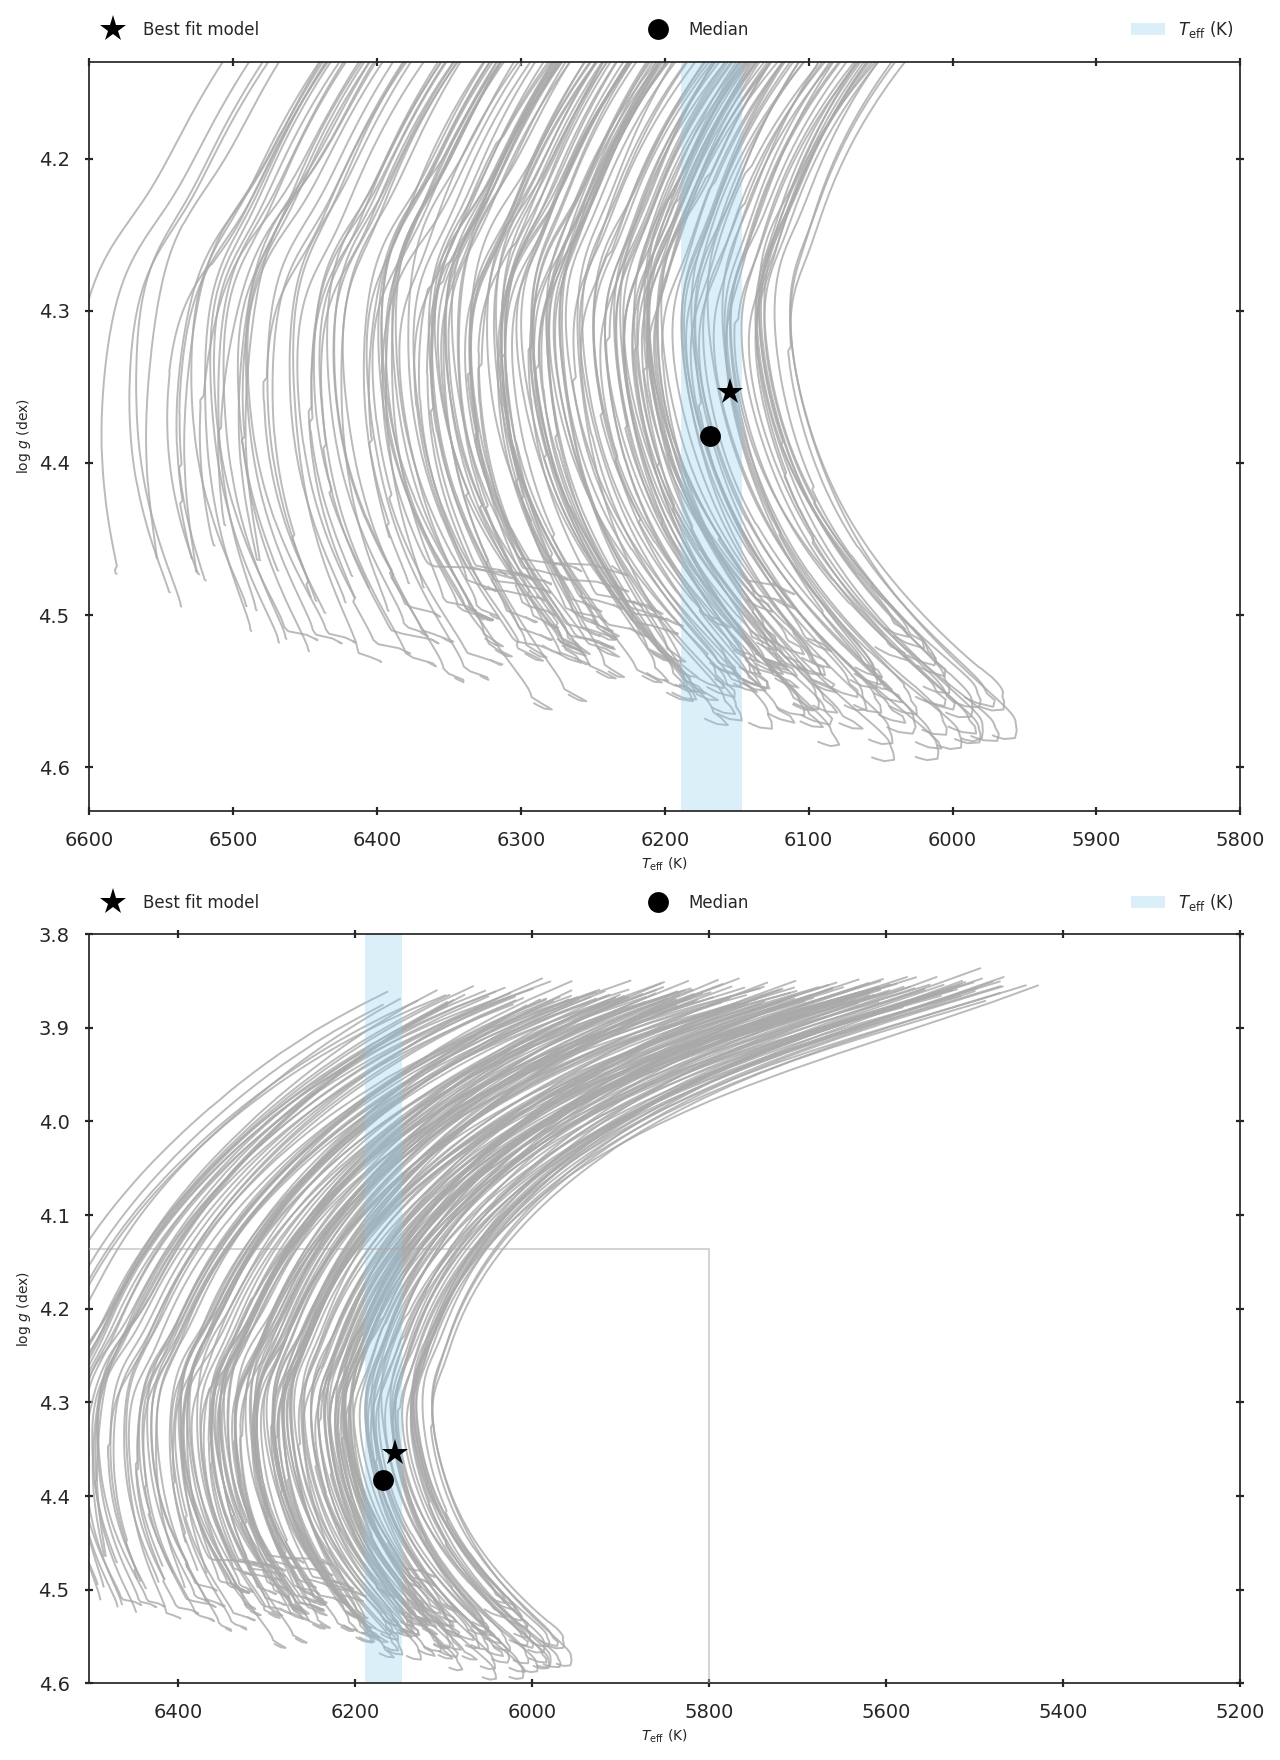 Best fit model Median T_eff (K)
4.2
4.3
4.4
4.5
4.6
log g (dex)
6600 6500 6400 6300 6200 6100 6000 5900 5800
T_eff (K)
Best fit model Median T_eff (K)
3.8
3.9
4.0
4.1
4.2
4.3
4.4
4.5
4.6
log g (dex)
6400 6200 6000 5800 5600 5400 5200
T_eff (K)